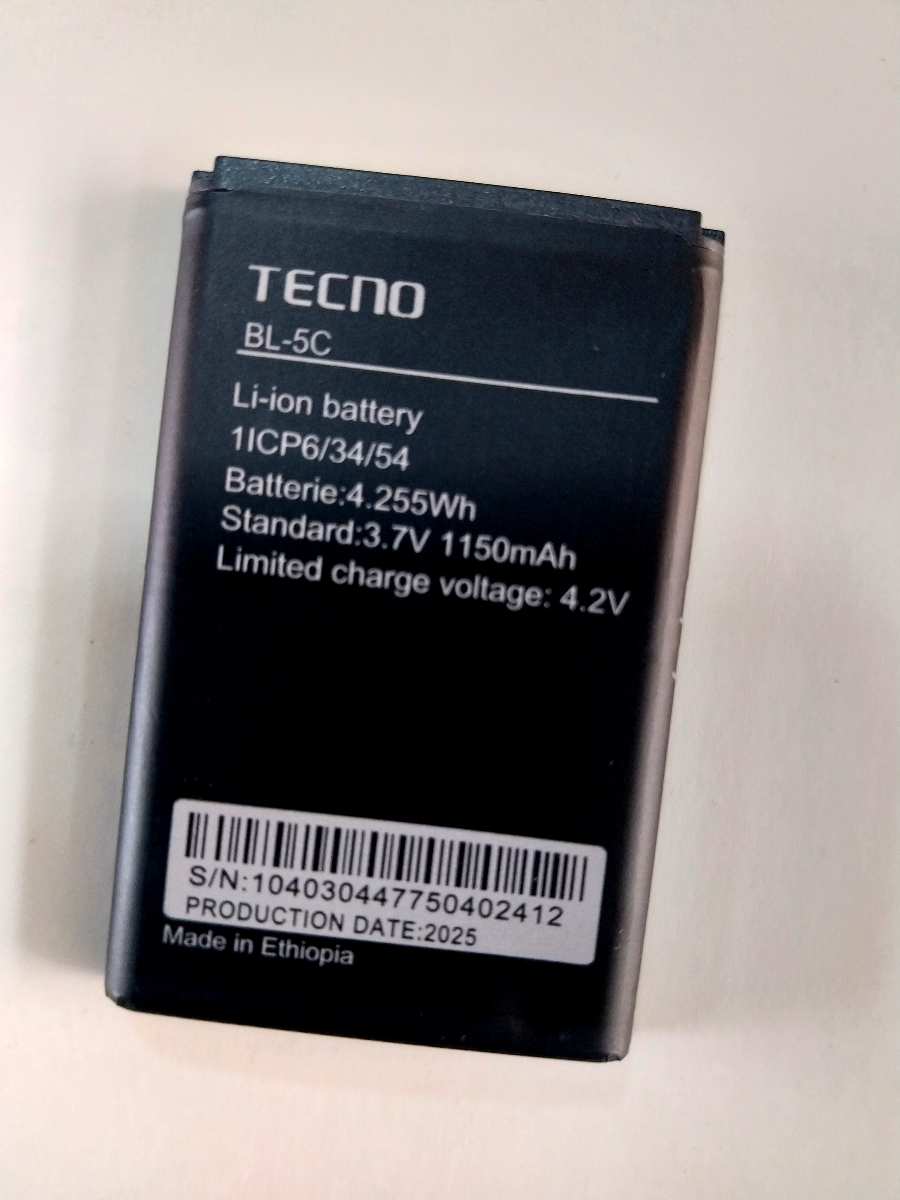 TECNO
BL-5C
Li-ion battery
1ICP6/34/54
Batterie:4.255Wh
Standard:3.7V 1150mAh
Limited charge voltage: 4.2V
S/N:104030447750402412
PRODUCTION DATE:2025
Made in Ethiopia